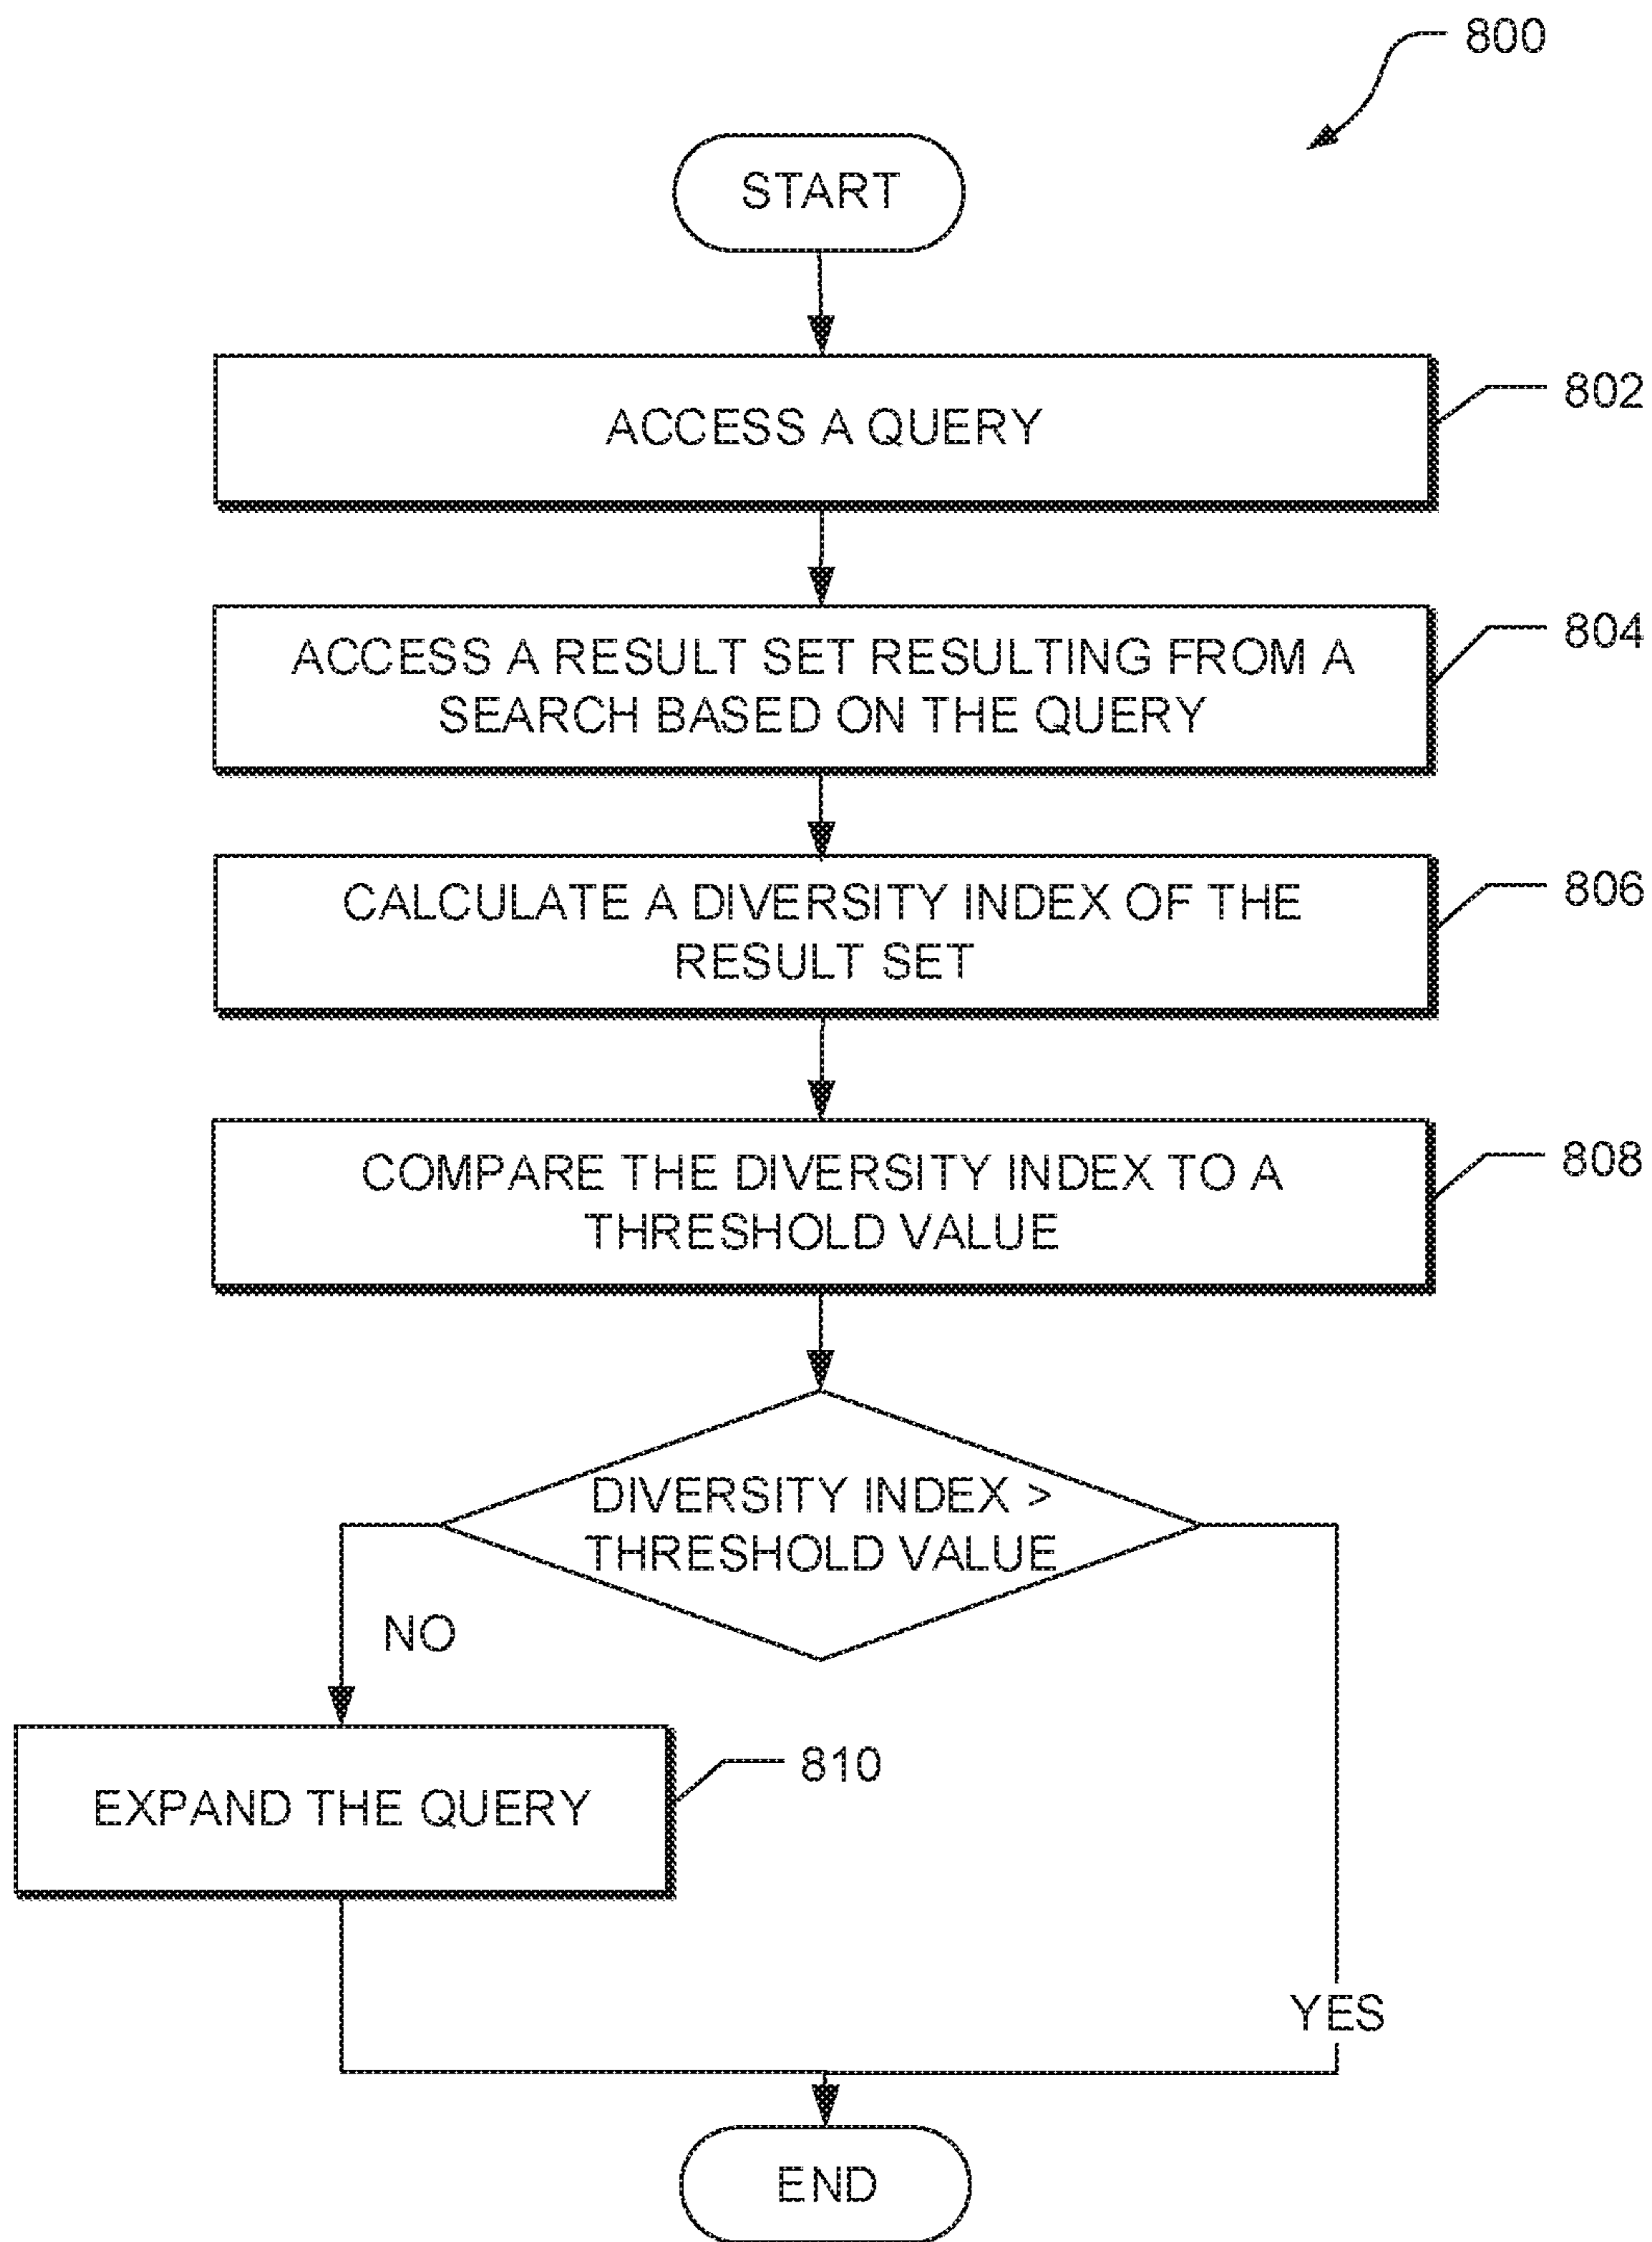 800
START
ACCESS A QUERY
802
ACCESS A RESULT SET RESULTING FROM A
SEARCH BASED ON THE QUERY
804
CALCULATE A DIVERSITY INDEX OF THE
RESULT SET
806
COMPARE THE DIVERSITY INDEX TO A
THRESHOLD VALUE
808
DIVERSITY INDEX >
THRESHOLD VALUE
NO
EXPAND THE QUERY
810
YES
END